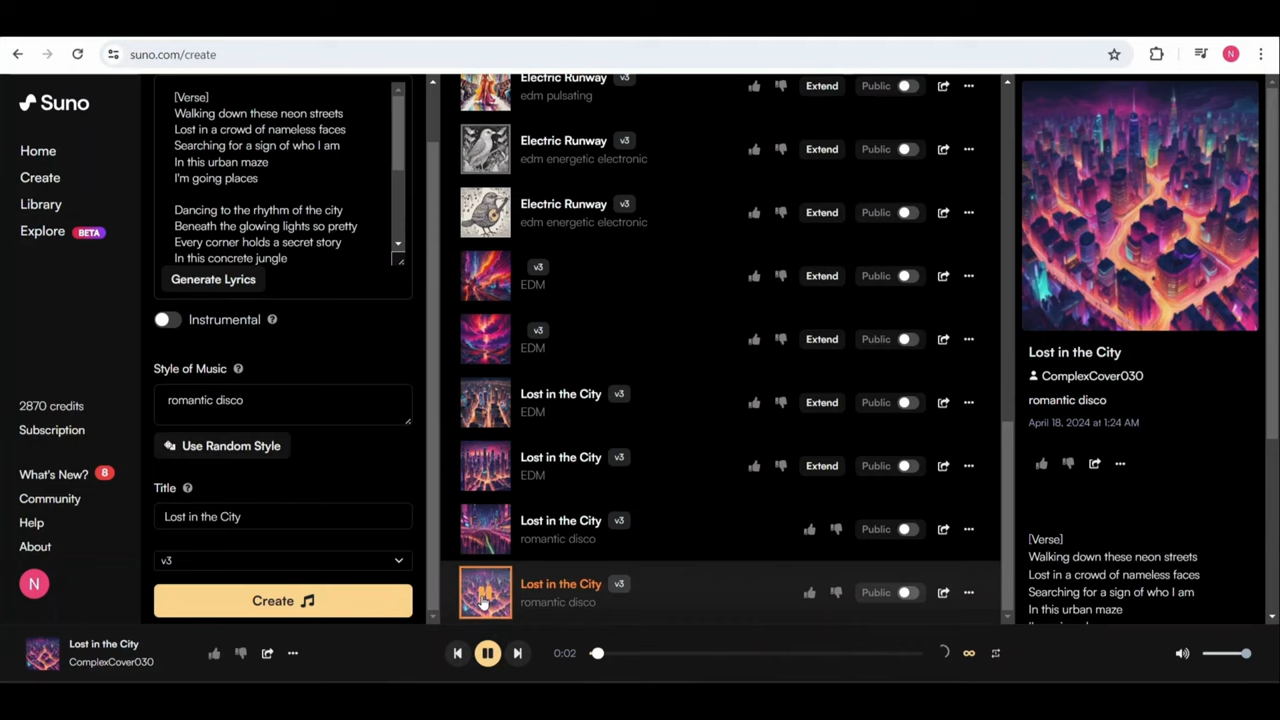 suno.com/create
N
Suno
Home
Create
Library
Explore BETA
2870 credits
Subscription
What's New? 8
Community
Help
About
N
[Verse]
Walking down these neon streets
Lost in a crowd of nameless faces
Searching for a sign of who I am
In this urban maze
I'm going places
Dancing to the rhythm of the city
Beneath the glowing lights so pretty
Every corner holds a secret story
In this concrete jungle
Generate Lyrics
Instrumental
Style of Music
romantic disco
Use Random Style
Title
Lost in the City
v3
Create
Electric Runway v3
edm pulsating
Extend Public
Electric Runway v3
edm energetic electronic
Extend Public
Electric Runway v3
edm energetic electronic
Extend Public
v3
EDM
Extend Public
v3
EDM
Extend Public
Lost in the City v3
EDM
Extend Public
Lost in the City v3
EDM
Extend Public
Lost in the City v3
romantic disco
Public
Lost in the City v3
romantic disco
Public
Lost in the City
ComplexCover030
romantic disco
April 18, 2024 at 1:24 AM
[Verse]
Walking down these neon streets
Lost in a crowd of nameless faces
Searching for a sign of who I am
In this urban maze
Lost in the City
ComplexCover030
0:02